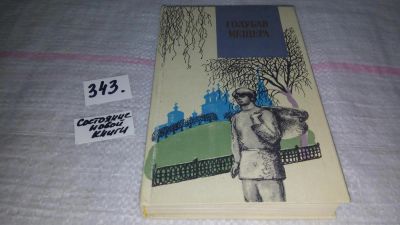 343.
Состояние
новой
книги
ГОЛУБАЯ
МЕЩЕРА